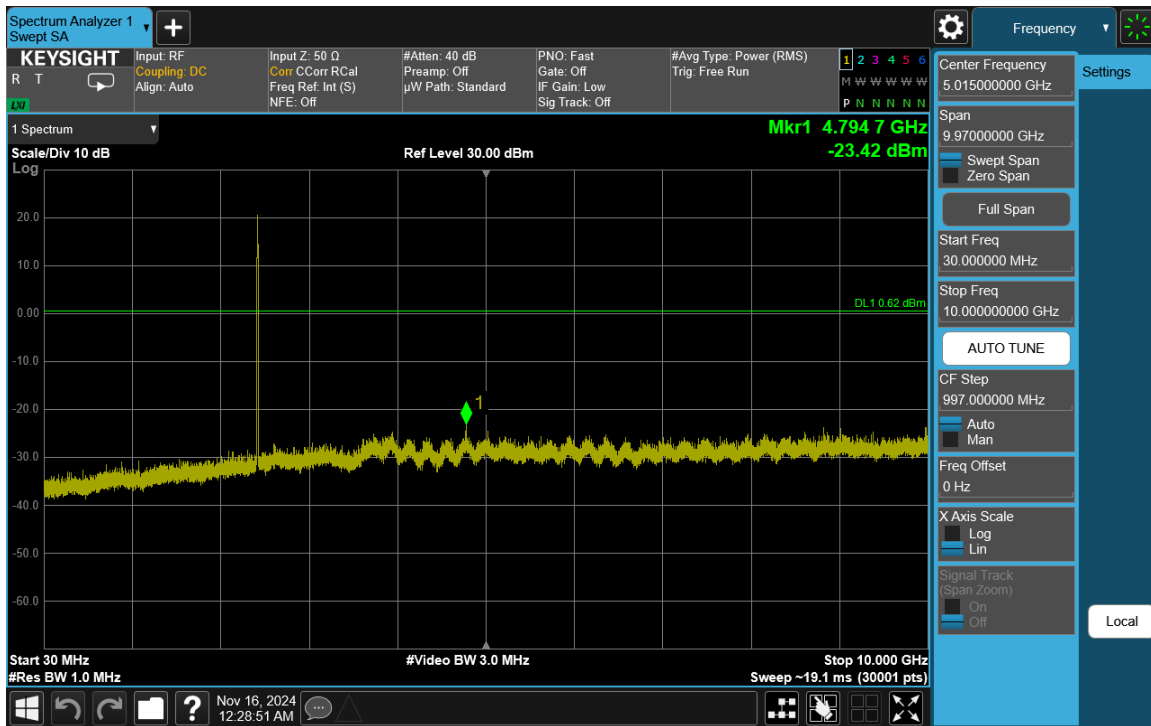 Spectrum Analyzer 1
Swept SA
+
Frequency
KEYSIGHT
R T
LXI
Input: RF
Coupling: DC
Align: Auto
Input Z: 50 Ω
Corr CCorr RCal
Freq Ref: Int (S)
NFE: Off
#Atten: 40 dB
Preamp: Off
µW Path: Standard
PNO: Fast
Gate: Off
IF Gain: Low
Sig Track: Off
#Avg Type: Power (RMS)
Trig: Free Run
1 2 3 4 5 6
M W W W W W
P N N N N N
1 Spectrum
Mkr1 4.794 7 GHz
Scale/Div 10 dB
Ref Level 30.00 dBm
-23.42 dBm
Log
20.0
10.0
DL1 0.62 dBm
0.00
-10.0
1
-20.0
-30.0
-40.0
-50.0
-60.0
Start 30 MHz
#Video BW 3.0 MHz
Stop 10.000 GHz
#Res BW 1.0 MHz
Sweep ~19.1 ms (30001 pts)
Center Frequency
5.015000000 GHz
Settings
Span
9.97000000 GHz
Swept Span
Zero Span
Full Span
Start Freq
30.000000 MHz
Stop Freq
10.000000000 GHz
AUTO TUNE
CF Step
997.000000 MHz
Auto
Man
Freq Offset
0 Hz
X Axis Scale
Log
Lin
Signal Track
(Span Zoom)
On
Off
Local
?
Nov 16, 2024
12:28:51 AM